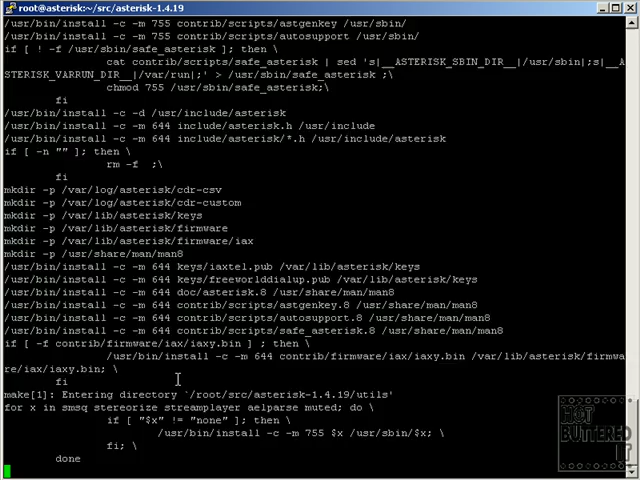 root@asterisk:~/src/asterisk-1.4.19
/usr/bin/install -c -m 755 contrib/scripts/astgenkey /usr/sbin/
/usr/bin/install -c -m 755 contrib/scripts/autosupport /usr/sbin/
if [ ! -f /usr/sbin/safe_asterisk ]; then \
cat contrib/scripts/safe_asterisk | sed 's|__ASTERISK_SBIN_DIR__|/usr/sbin|;s|__A
STERISK_VARRUN_DIR__|/var/run|;' > /usr/sbin/safe_asterisk ;\
chmod 755 /usr/sbin/safe_asterisk;\
fi
/usr/bin/install -c -d /usr/include/asterisk
/usr/bin/install -c -m 644 include/asterisk.h /usr/include
/usr/bin/install -c -m 644 include/asterisk/*.h /usr/include/asterisk
if [ -n "" ]; then \
rm -f  ;\
fi
mkdir -p /var/log/asterisk/cdr-csv
mkdir -p /var/log/asterisk/cdr-custom
mkdir -p /var/lib/asterisk/keys
mkdir -p /var/lib/asterisk/firmware
mkdir -p /var/lib/asterisk/firmware/iax
mkdir -p /usr/share/man/man8
/usr/bin/install -c -m 644 keys/iaxtel.pub /var/lib/asterisk/keys
/usr/bin/install -c -m 644 keys/freeworlddialup.pub /var/lib/asterisk/keys
/usr/bin/install -c -m 644 doc/asterisk.8 /usr/share/man/man8
/usr/bin/install -c -m 644 contrib/scripts/astgenkey.8 /usr/share/man/man8
/usr/bin/install -c -m 644 contrib/scripts/autosupport.8 /usr/share/man/man8
/usr/bin/install -c -m 644 contrib/scripts/safe_asterisk.8 /usr/share/man/man8
if [ -f contrib/firmware/iax/iaxy.bin ] ; then \
/usr/bin/install -c -m 644 contrib/firmware/iax/iaxy.bin /var/lib/asterisk/firmwa
re/iax/iaxy.bin; \
fi
make[1]: Entering directory `/root/src/asterisk-1.4.19/utils'
for x in smsq stereorize streamplayer aelparse muted; do \
if [ "$x" != "none" ]; then \
/usr/bin/install -c -m 755 $x /usr/sbin/$x; \
fi; \
done
HOT
BUTTERED
IT